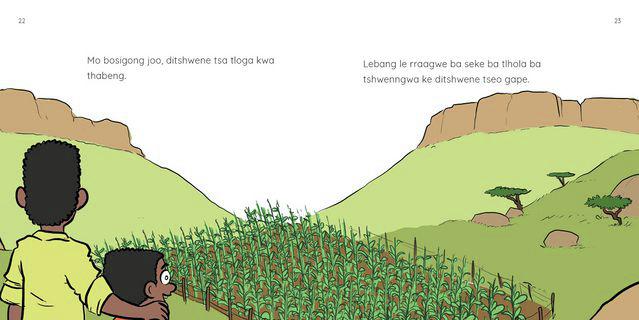 22
23
Mo bosigong joo, ditshwene tsa tloga kwa
thabeng.
Lebang le rraagwe ba seke ba tlhola ba
tshwenngwa ke ditshwene tseo gape.